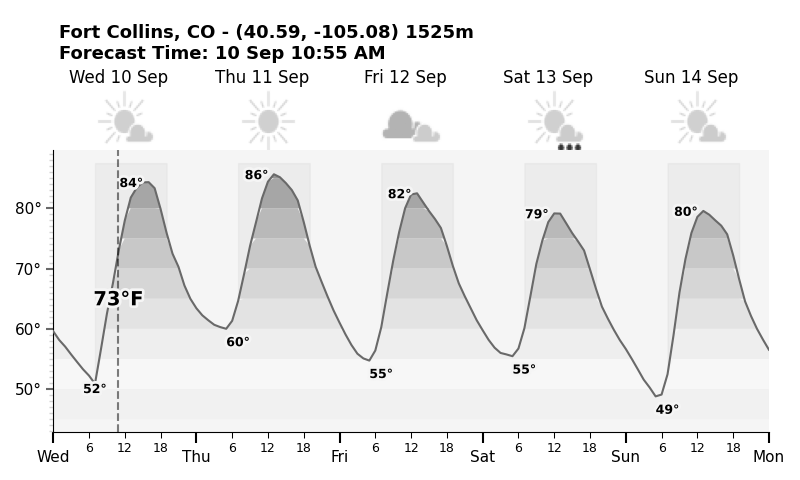 Fort Collins, CO - (40.59, -105.08) 1525m
Forecast Time: 10 Sep 10:55 AM
Wed 10 Sep Thu 11 Sep Fri 12 Sep Sat 13 Sep Sun 14 Sep
84° 86° 82° 79° 80°
80°
70°
73°F
60°
60° 55° 55°
50°
52° 49°
6 12 18 6 12 18 6 12 18 6 12 18 6 12 18
Wed Thu Fri Sat Sun Mon